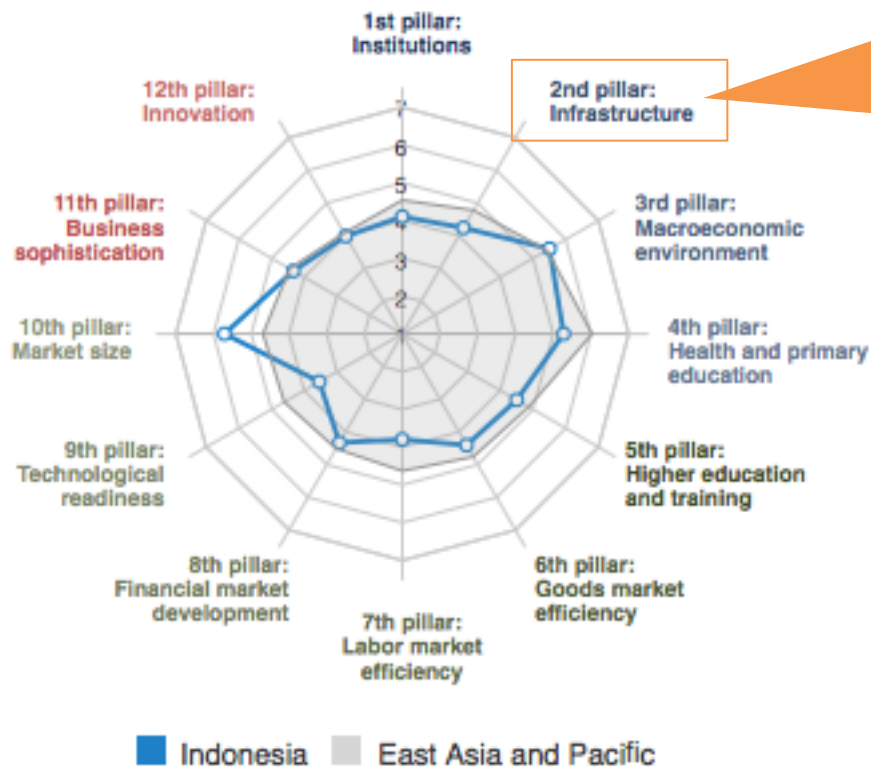 1st pillar:
Institutions
2nd pillar:
Infrastructure
3rd pillar:
Macroeconomic
environment
4th pillar:
Health and primary
education
5th pillar:
Higher education
and training
6th pillar:
Goods market
efficiency
7th pillar:
Labor market
efficiency
8th pillar:
Financial market
development
9th pillar:
Technological
readiness
10th pillar:
Market size
11th pillar:
Business
sophistication
12th pillar:
Innovation
7
6
5
4
3
2
1
Indonesia
East Asia and Pacific